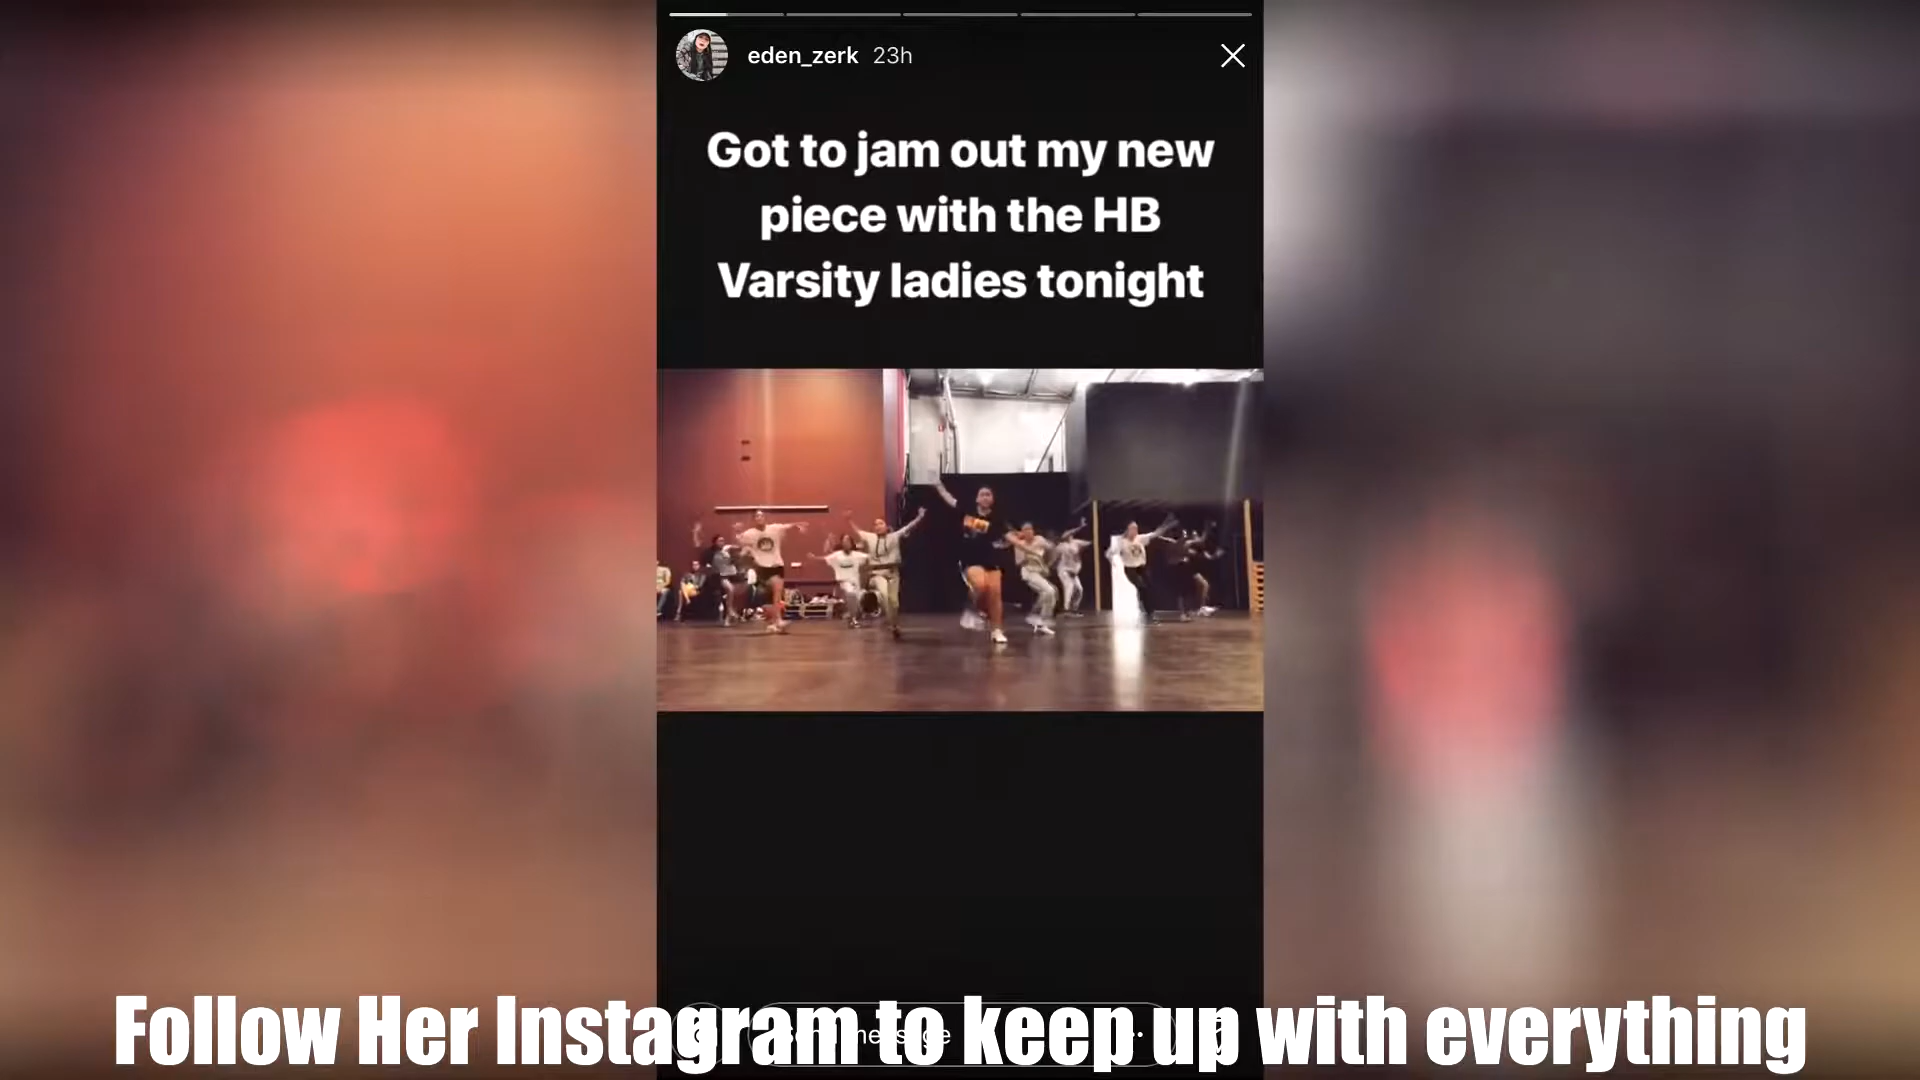 eden_zerk 23h
Got to jam out my new
piece with the HB
Varsity ladies tonight
Follow Her Instagram to keep up with everything